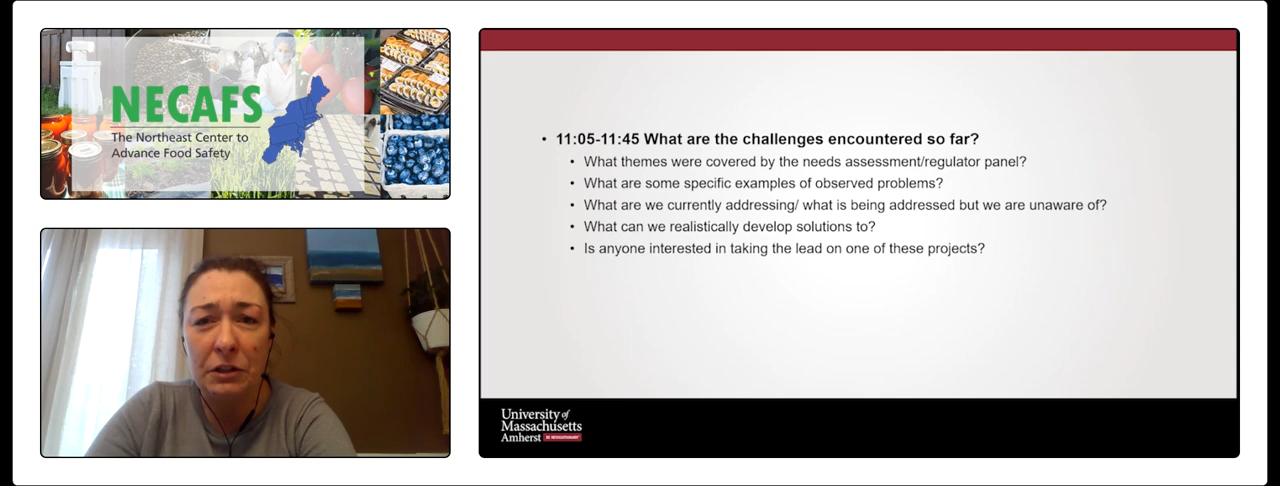 NECAFS
The Northeast Center to
Advance Food Safety
• 11:05-11:45 What are the challenges encountered so far?
• What themes were covered by the needs assessment/regulator panel?
• What are some specific examples of observed problems?
• What are we currently addressing/ what is being addressed but we are unaware of?
• What can we realistically develop solutions to?
• Is anyone interested in taking the lead on one of these projects?
University of
Massachusetts
Amherst BE REVOLUTIONARY